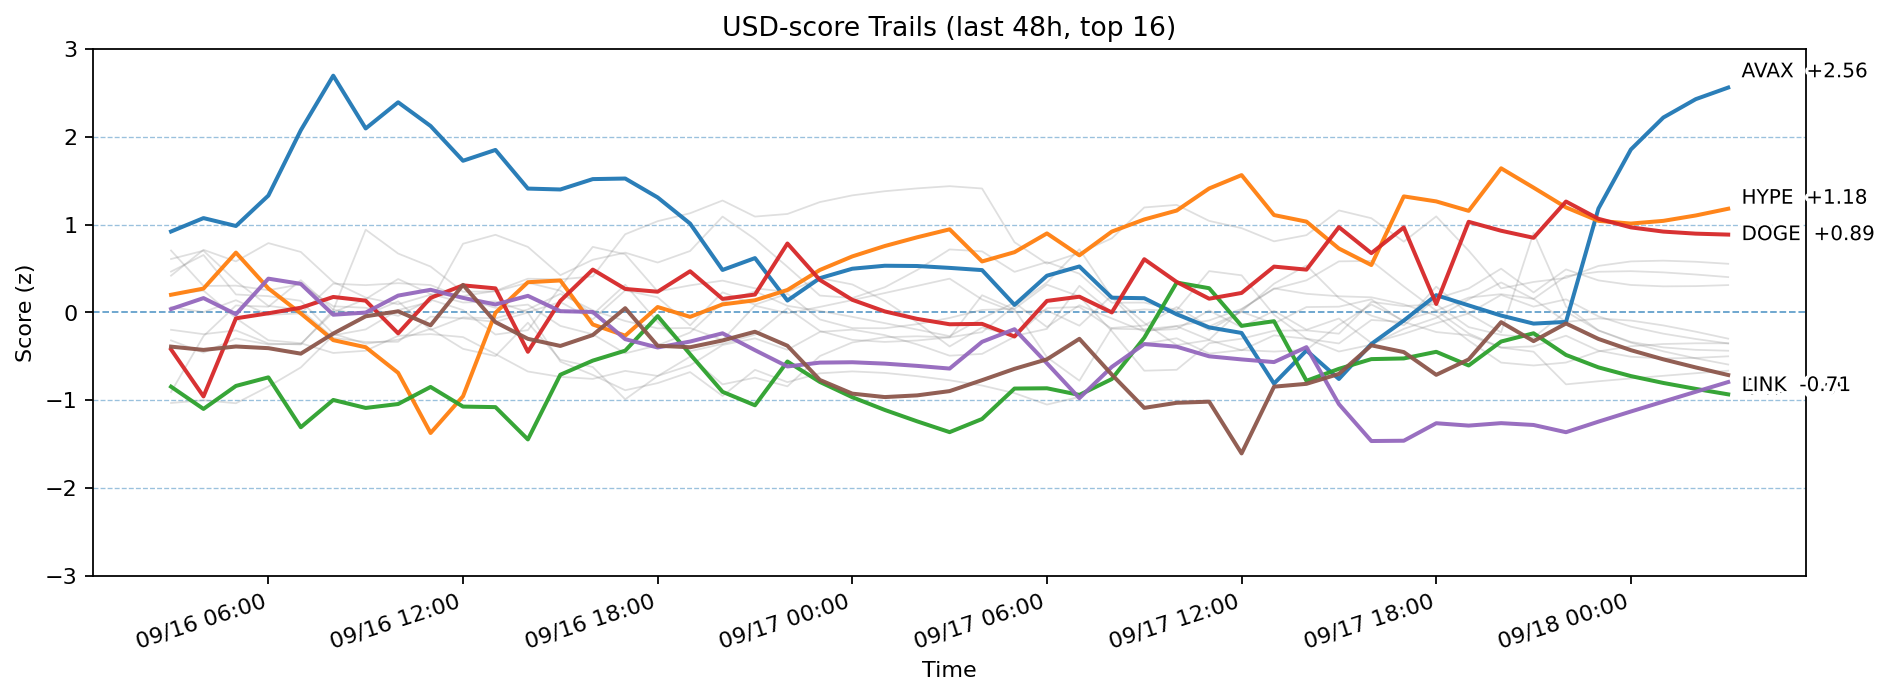 USD-score Trails (last 48h, top 16)
Score (z)
3
2
1
0
−1
−2
−3
AVAX +2.56
HYPE +1.18
DOGE +0.89
LINK -0.71
09/16 06:00
09/16 12:00
09/16 18:00
09/17 00:00
09/17 06:00
09/17 12:00
09/17 18:00
09/18 00:00
Time